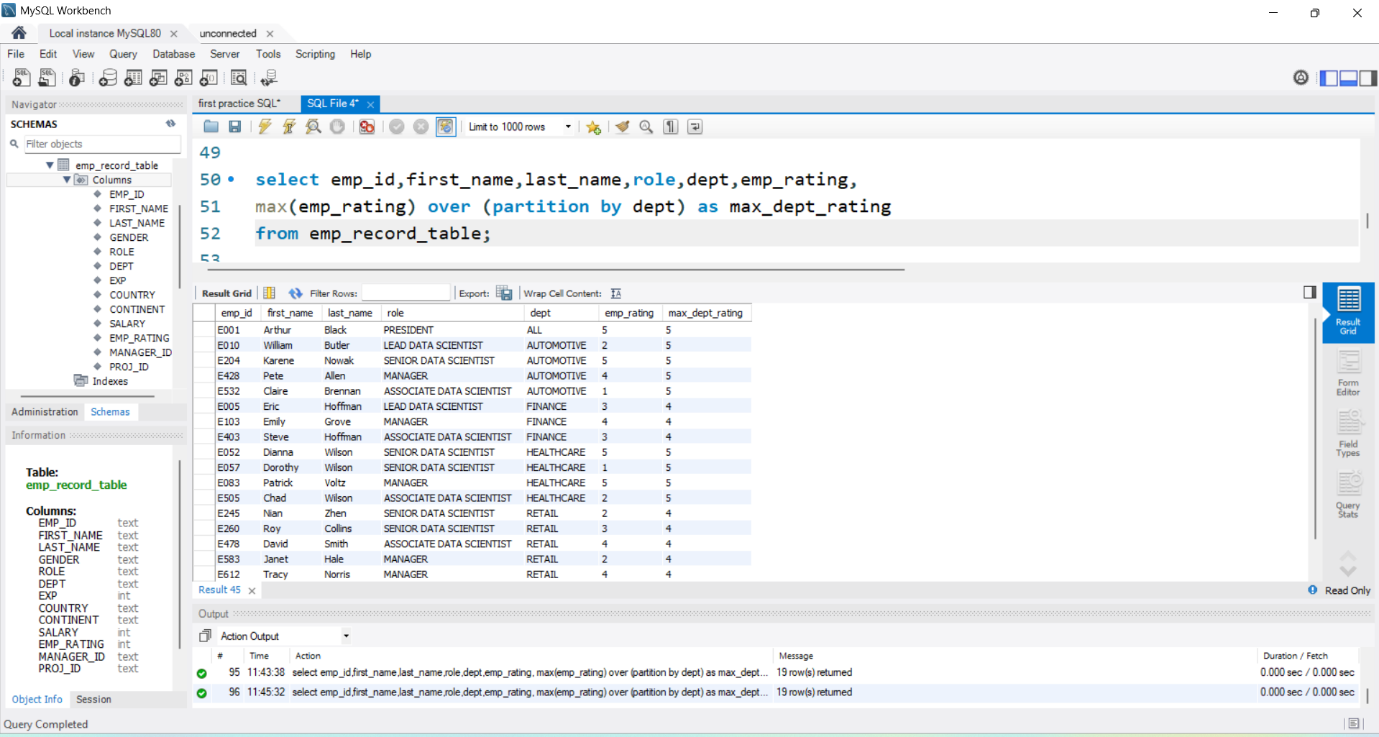 MySQL Workbench
Local instance MySQL80 unconnected
File Edit View Query Database Server Tools Scripting Help
Navigator
SCHEMAS
Filter objects
emp_record_table
Columns
EMP_ID
FIRST_NAME
LAST_NAME
GENDER
ROLE
DEPT
EXP
COUNTRY
CONTINENT
SALARY
EMP_RATING
MANAGER_ID
PROJ_ID
Indexes
Administration Schemas
Information
Table:
emp_record_table
Columns:
EMP_ID text
FIRST_NAME text
LAST_NAME text
GENDER text
ROLE text
DEPT text
EXP int
COUNTRY text
CONTINENT text
SALARY int
EMP_RATING int
MANAGER_ID text
PROJ_ID text
Object Info Session
first practice SQL* SQL File 4*
Limit to 1000 rows
49
50 select emp_id,first_name,last_name,role,dept,emp_rating,
51 max(emp_rating) over (partition by dept) as max_dept_rating
52 from emp_record_table;
53
Result Grid Filter Rows: Export: Wrap Cell Content:
emp_id first_name last_name role dept emp_rating max_dept_rating
E001 Arthur Black PRESIDENT ALL 5 5
E010 William Butler LEAD DATA SCIENTIST AUTOMOTIVE 2 5
E204 Karene Nowak SENIOR DATA SCIENTIST AUTOMOTIVE 5 5
E428 Pete Allen MANAGER AUTOMOTIVE 4 5
E532 Claire Brennan ASSOCIATE DATA SCIENTIST AUTOMOTIVE 1 5
E005 Eric Hoffman LEAD DATA SCIENTIST FINANCE 3 4
E103 Emily Grove MANAGER FINANCE 4 4
E403 Steve Hoffman ASSOCIATE DATA SCIENTIST FINANCE 3 4
E052 Dianna Wilson SENIOR DATA SCIENTIST HEALTHCARE 5 5
E057 Dorothy Wilson SENIOR DATA SCIENTIST HEALTHCARE 1 5
E083 Patrick Voltz MANAGER HEALTHCARE 5 5
E505 Chad Wilson ASSOCIATE DATA SCIENTIST HEALTHCARE 2 5
E245 Nian Zhen SENIOR DATA SCIENTIST RETAIL 2 4
E260 Roy Collins SENIOR DATA SCIENTIST RETAIL 3 4
E478 David Smith ASSOCIATE DATA SCIENTIST RETAIL 4 4
E583 Janet Hale MANAGER RETAIL 2 4
E612 Tracy Norris MANAGER RETAIL 4 4
Result
Grid
Form
Editor
Field
Types
Query
Stats
Result 45 Read Only
Output
Action Output
# Time Action Message Duration / Fetch
95 11:43:38 select emp_id,first_name,last_name,role,dept,emp_rating, max(emp_rating) over (partition by dept) as max_dept... 19 row(s) returned 0.000 sec / 0.000 sec
96 11:45:32 select emp_id,first_name,last_name,role,dept,emp_rating, max(emp_rating) over (partition by dept) as max_dept... 19 row(s) returned 0.000 sec / 0.000 sec
Query Completed